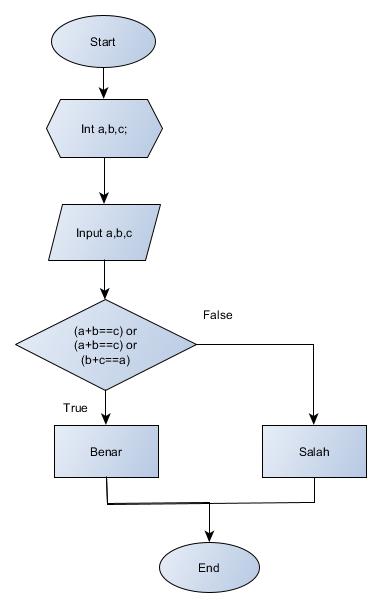 Start
Int a,b,c;
Input a,b,c
(a+b==c) or
(a+b==c) or
(b+c==a)
False
True
Benar
Salah
End